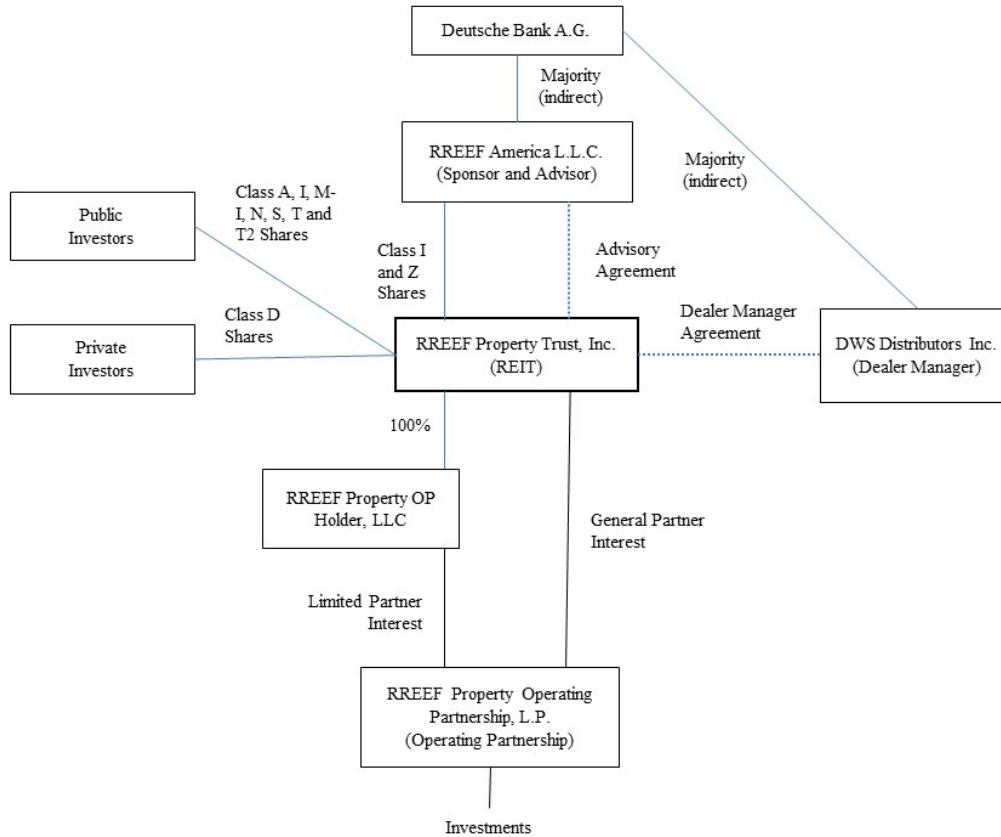 Deutsche Bank A.G.
Majority
(indirect)
RREEF America L.L.C.
(Sponsor and Advisor)
Majority
(indirect)
Public
Investors
Class A, I, M-
I, N, S, T and
T2 Shares
Class I
and Z
Shares
Advisory
Agreement
Private
Investors
Class D
Shares
RREEF Property Trust, Inc.
(REIT)
Dealer Manager
Agreement
DWS Distributors Inc.
(Dealer Manager)
100%
RREEF Property OP
Holder, LLC
General Partner
Interest
Limited Partner
Interest
RREEF Property Operating
Partnership, L.P.
(Operating Partnership)
Investments